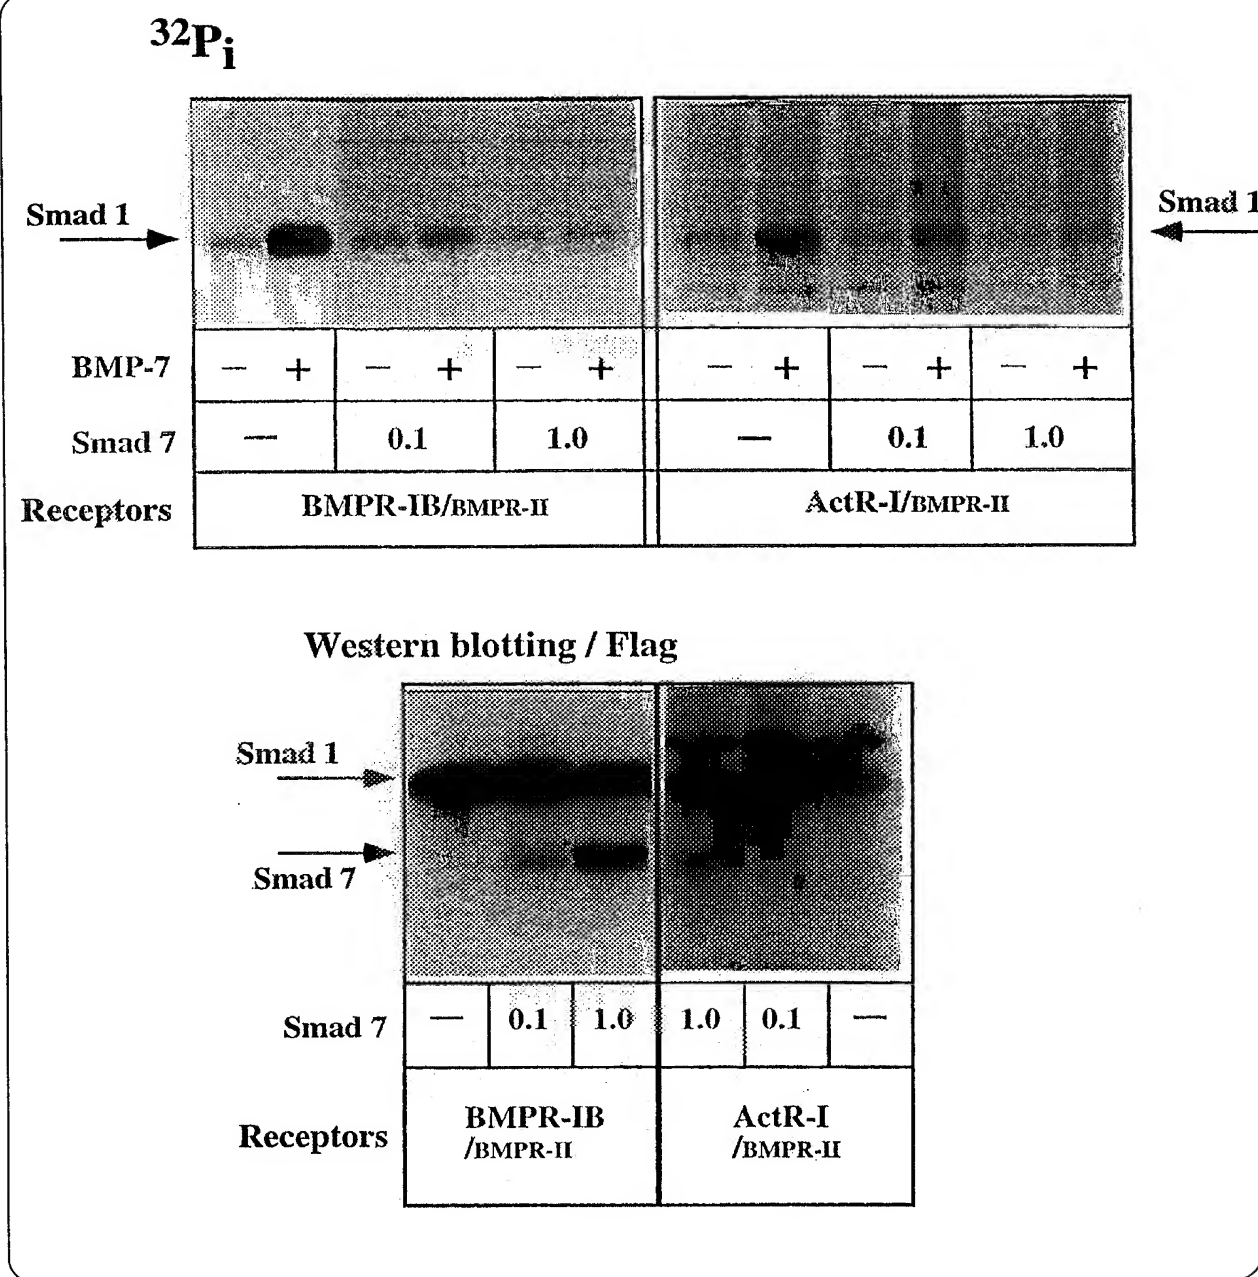 32Pi
Smad 1
Smad 1
BMP-7 — + — + — + — + — + — +
Smad 7 — 0.1 1.0 — 0.1 1.0
Receptors BMPR-IB/BMPR-II ActR-I/BMPR-II
Western blotting / Flag
Smad 1
Smad 7
Smad 7 — 0.1 1.0 1.0 0.1 —
Receptors BMPR-IB ActR-I
/BMPR-II /BMPR-II